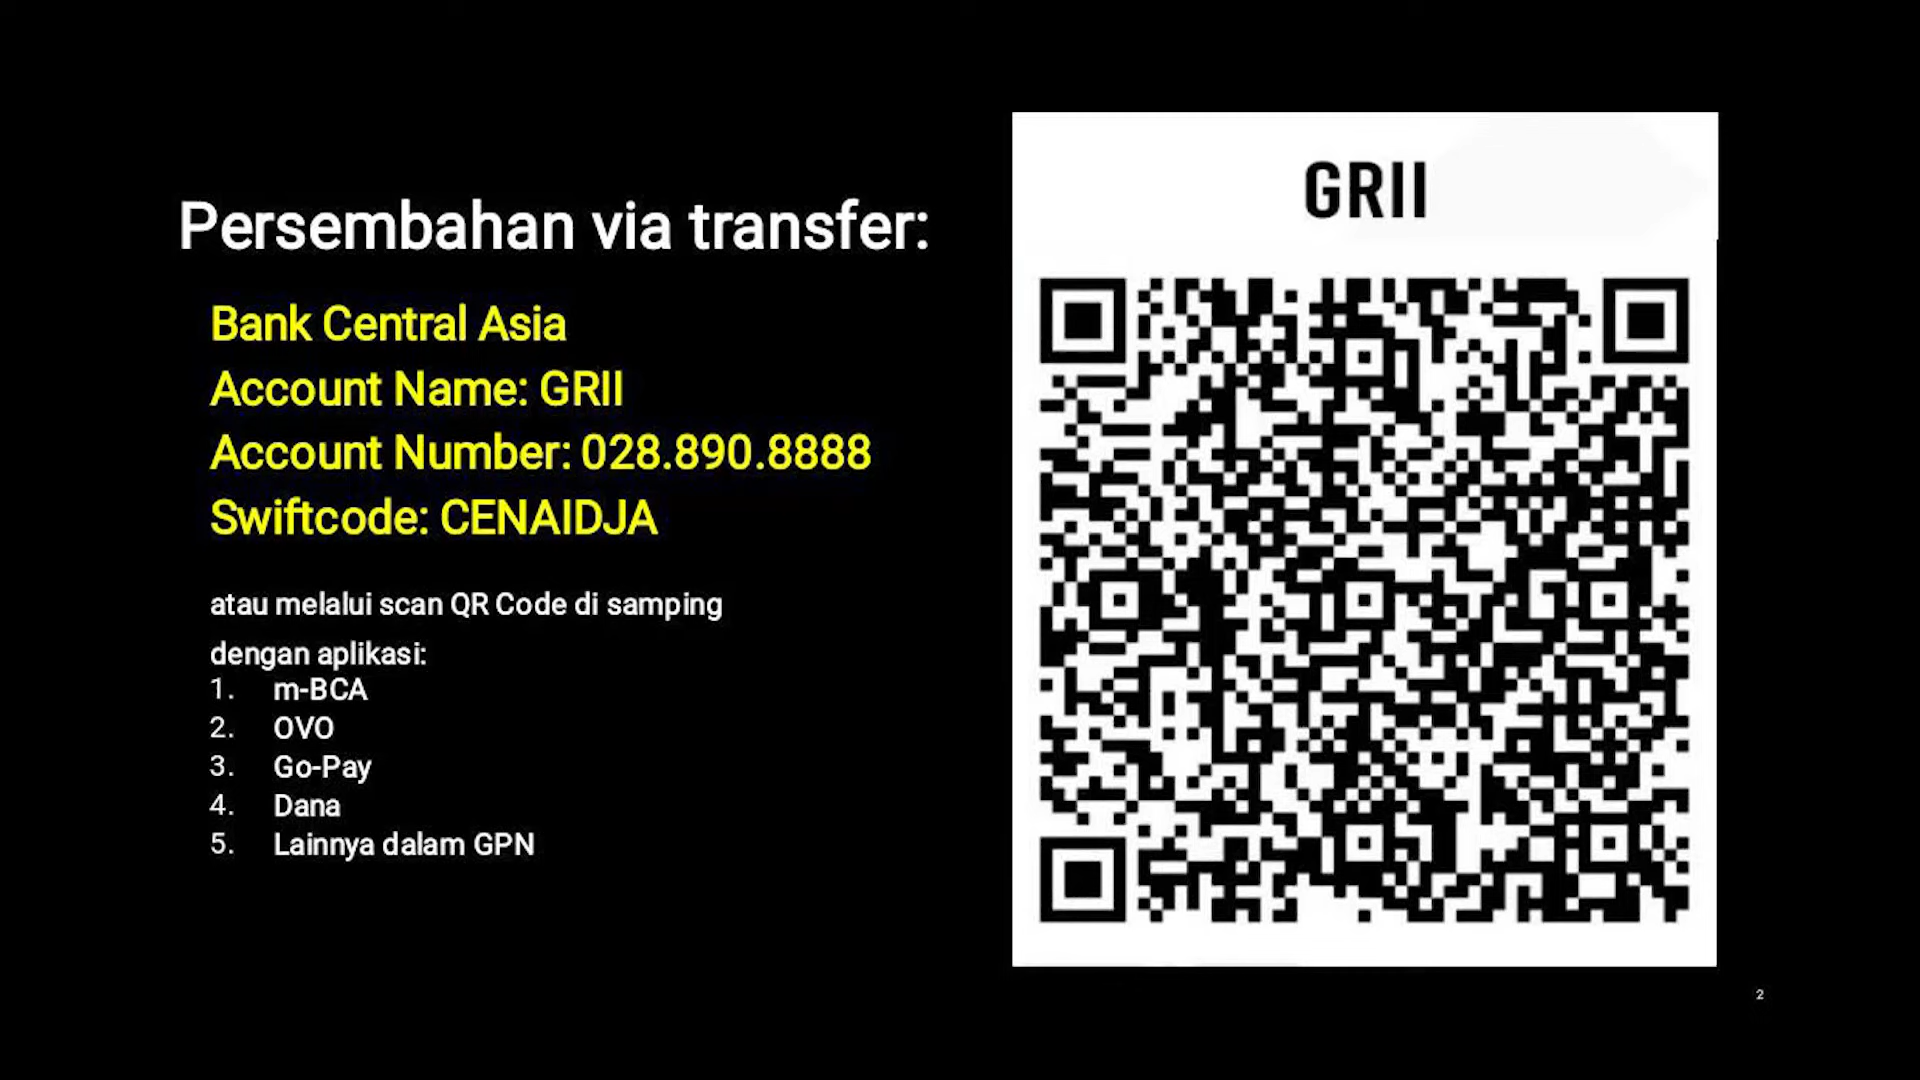 Persembahan via transfer:
Bank Central Asia
Account Name: GRII
Account Number: 028.890.8888
Swiftcode: CENAIDJA
atau melalui scan QR Code di samping
dengan aplikasi:
1. m-BCA
2. OVO
3. Go-Pay
4. Dana
5. Lainnya dalam GPN
GRII
2